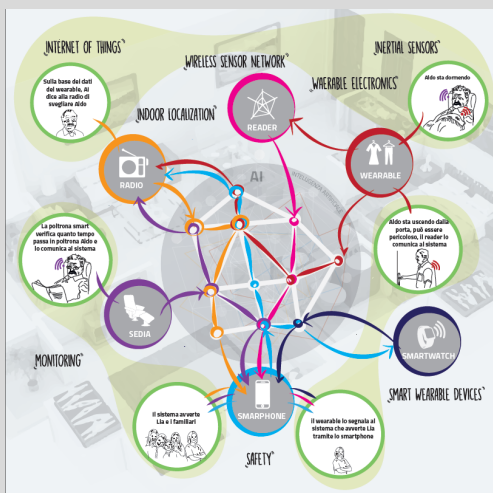 INTERNET OF THINGS
WIRELESS SENSOR NETWORK
INERTIAL SENSORS
Sulla base dei dati
del wearable, AI
dice alla radio di
svegliare Aldo
WAERABLE ELECTRONICS
Aldo sta dormendo
INDOOR LOCALIZATION
READER
RADIO
AI
WEARABLE
La poltrona smart
verifica quanto tempo
passa in poltrona Aldo e
lo comunica al sistema
Aldo sta uscando dalla
porta, può essere
pericoloso, il reader lo
comunica al sistema
SEDIA
SMARTWATCH
MONITORING
SMART WEARABLE DEVICES
SMARPHONE
Il sistema avverte
Lia e i familiari
Il wearable lo segnala al
sistema che avverte Lia
tramite lo smartphone
SAFETY